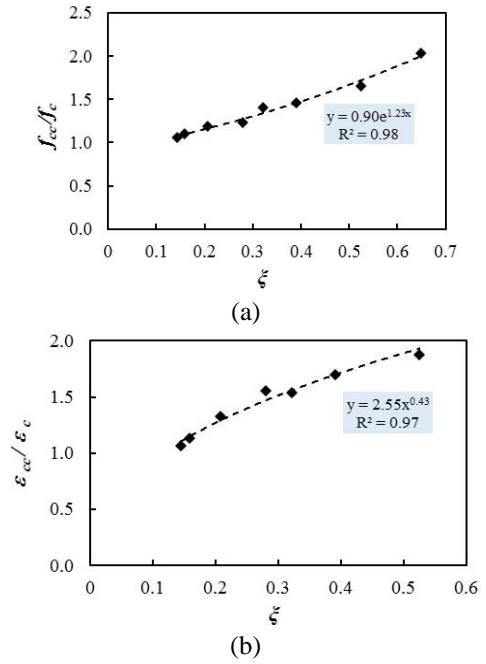 2.5
2.0
1.5
1.0
0.5
0.0
f_cc/f_c
y = 0.90e^1.23x
R² = 0.98
0 0.1 0.2 0.3 0.4 0.5 0.6 0.7
ξ
(a)
2.0
1.5
1.0
0.5
0.0
ε_cc/ ε_c
y = 2.55x^0.43
R² = 0.97
0 0.1 0.2 0.3 0.4 0.5 0.6
ξ
(b)